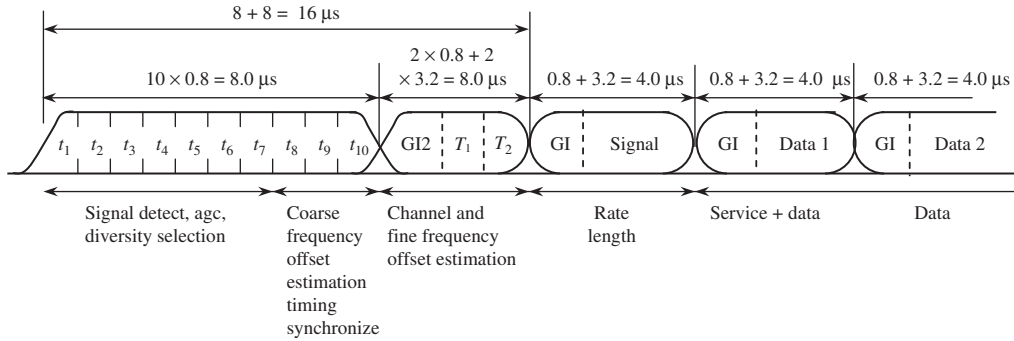 8 + 8 = 16 μs
2 × 0.8 + 2
10 × 0.8 = 8.0 μs
× 3.2 = 8.0 μs
0.8 + 3.2 = 4.0 μs
0.8 + 3.2 = 4.0 μs
0.8 + 3.2 = 4.0 μs
t1 t2 t3 t4 t5 t6 t7 t8 t9 t10
GI2 T1 T2
GI Signal
GI Data 1
GI Data 2
Signal detect, agc,
diversity selection
Coarse
frequency
offset
estimation
timing
synchronize
Channel and
fine frequency
offset estimation
Rate
length
Service + data
Data